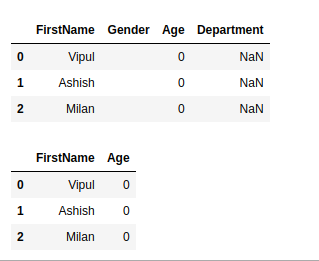 FirstName Gender Age Department
0 Vipul 0 NaN
1 Ashish 0 NaN
2 Milan 0 NaN
FirstName Age
0 Vipul 0
1 Ashish 0
2 Milan 0